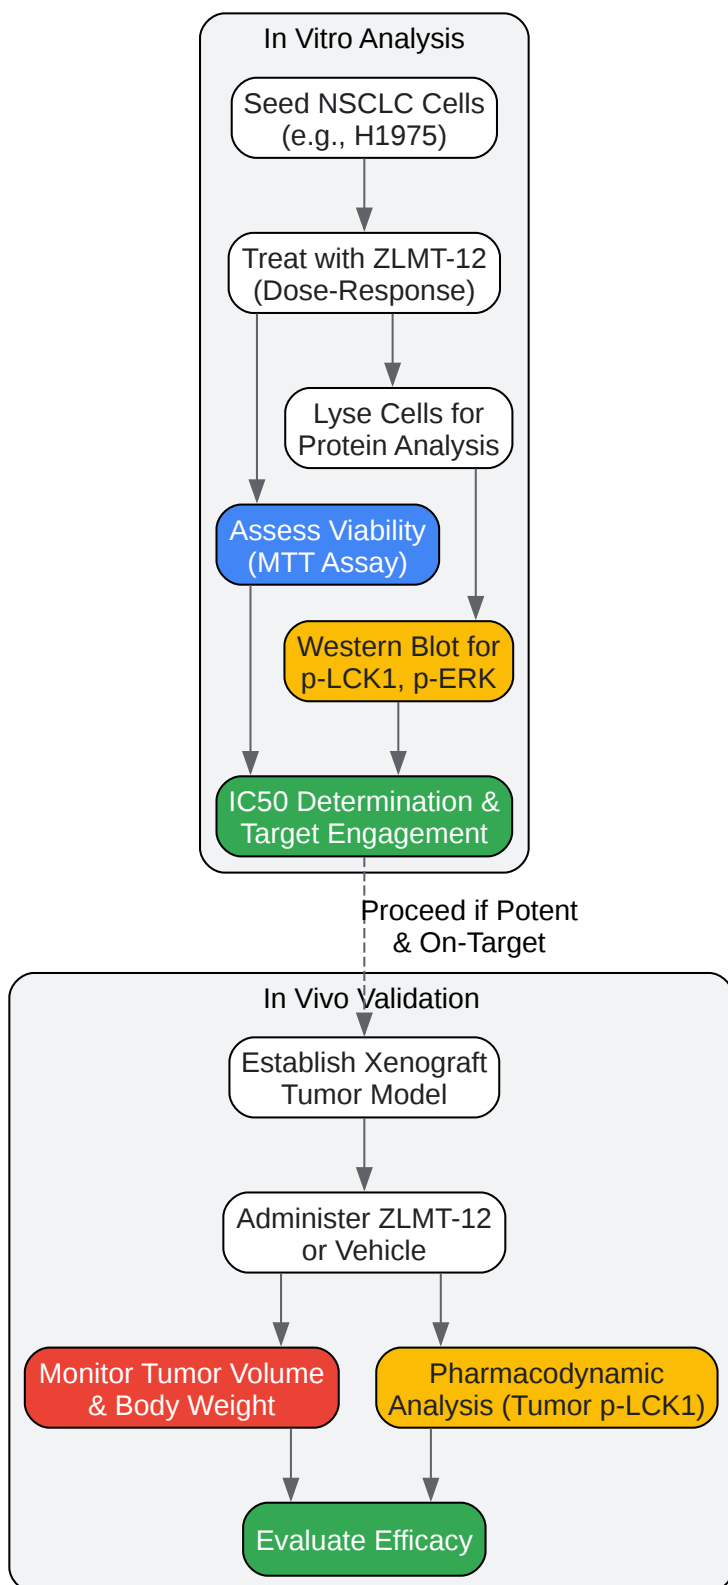 In Vitro Analysis
Seed NSCLC Cells
(e.g., H1975)
Treat with ZLMT-12
(Dose-Response)
Lyse Cells for
Protein Analysis
Assess Viability
(MTT Assay)
Western Blot for
p-LCK1, p-ERK
IC50 Determination &
Target Engagement
Proceed if Potent
& On-Target
In Vivo Validation
Establish Xenograft
Tumor Model
Administer ZLMT-12
or Vehicle
Monitor Tumor Volume
& Body Weight
Pharmacodynamic
Analysis (Tumor p-LCK1)
Evaluate Efficacy